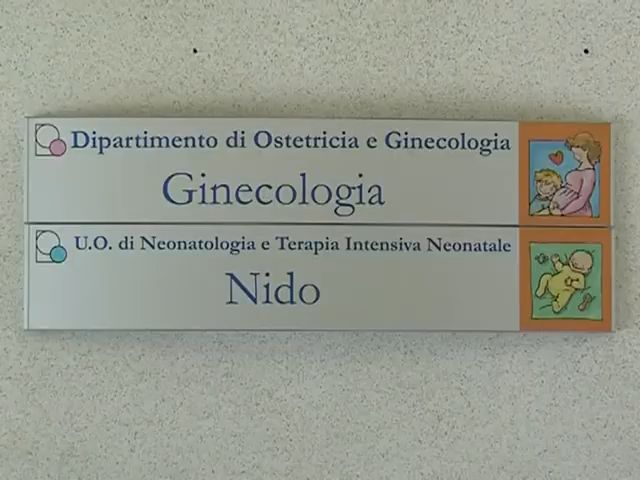 Dipartimento di Ostetricia e Ginecologia
Ginecologia
U.O. di Neonatologia e Terapia Intensiva Neonatale
Nido